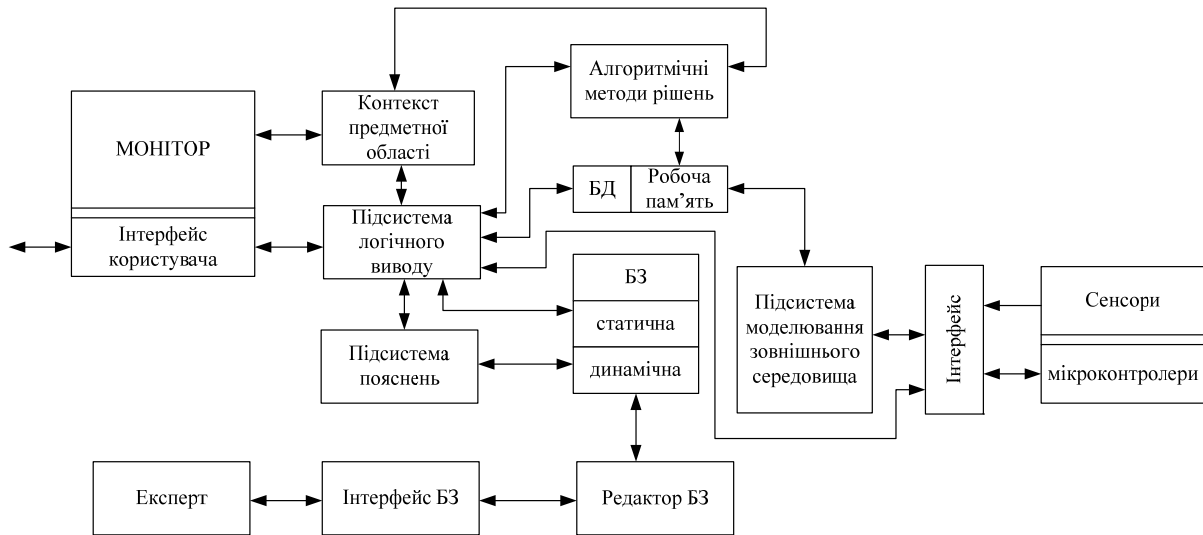 Алгоритмічні
методи рішень
Контекст
предметної
області
МОНІТОР
БД
Робоча
пам’ять
Підсистема
логічного
виводу
Інтерфейс
користувача
БЗ
статична
динамічна
Підсистема
моделювання
зовнішнього
середовища
Інтерфейс
Сенсори
мікроконтролери
Підсистема
пояснень
Експерт
Інтерфейс БЗ
Редактор БЗ